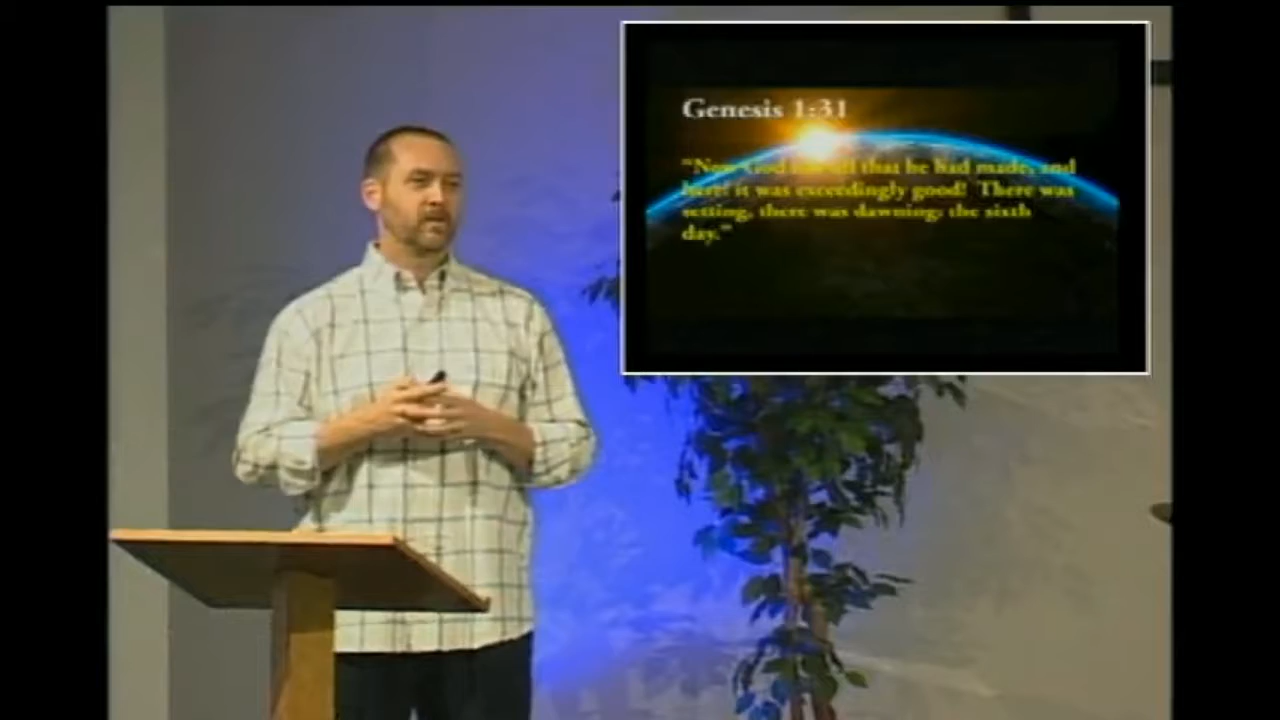 Genesis 1:31
"Now God saw all that he had made, and
here: it was exceedingly good! There was
setting, there was dawning: the sixth
day."